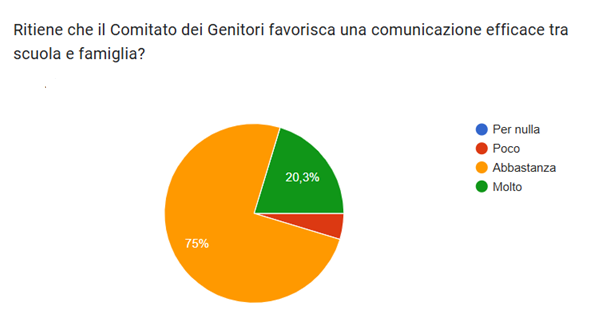 Ritiene che il Comitato dei Genitori favorisca una comunicazione efficace tra
scuola e famiglia?
Per nulla
Poco
Abbastanza
Molto
20,3%
75%